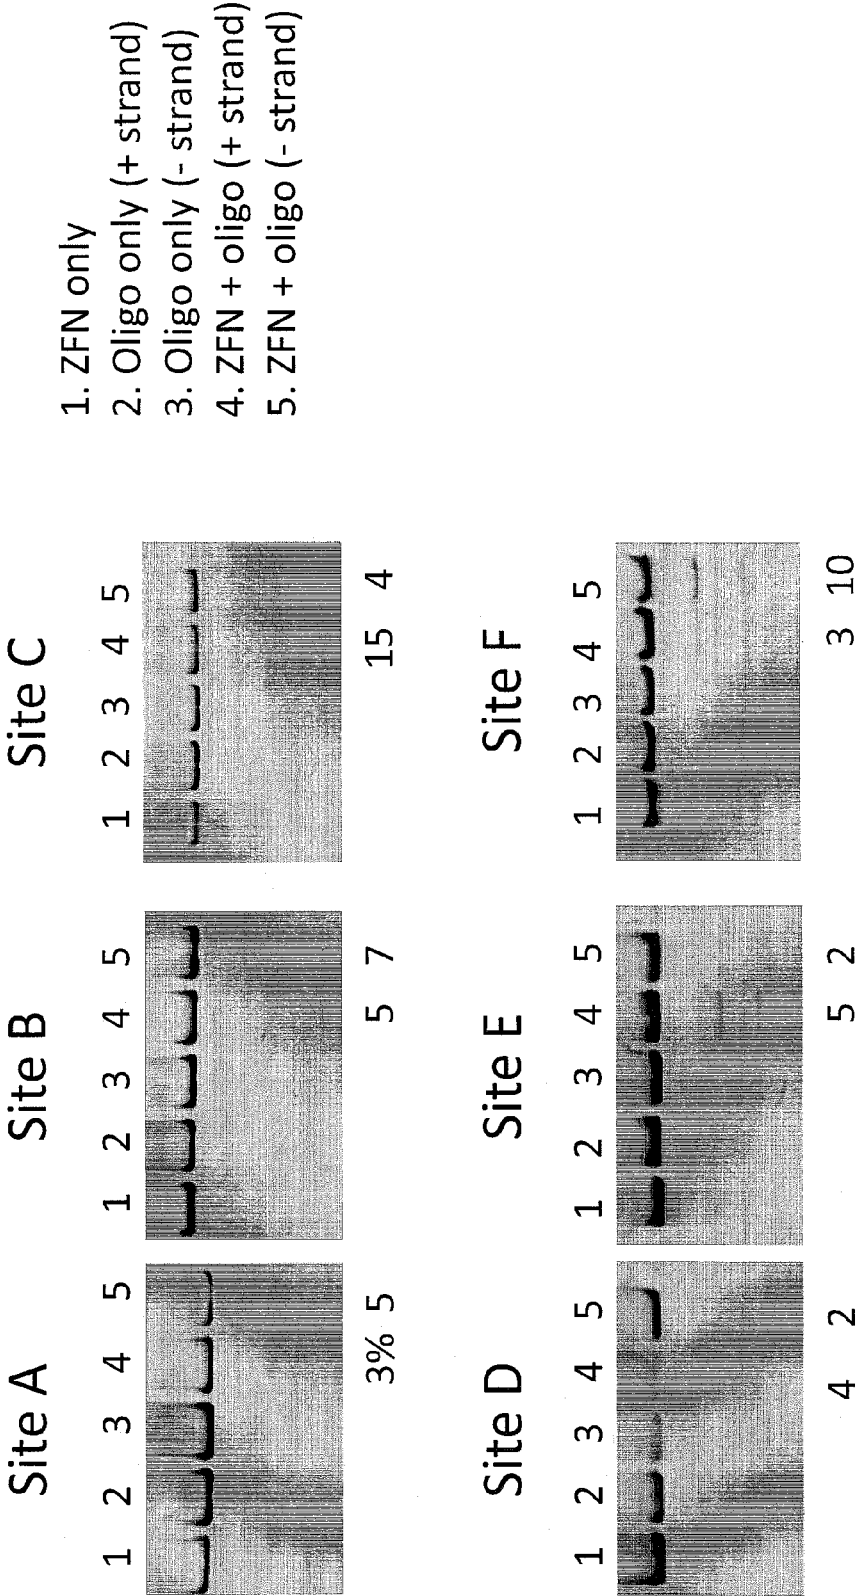 Site A
1 2 3 4 5
3% 5
Site B
1 2 3 4 5
5 7
Site C
1 2 3 4 5
15 4
1. ZFN only
2. Oligo only (+ strand)
3. Oligo only (- strand)
4. ZFN + oligo (+ strand)
5. ZFN + oligo (- strand)
Site D
1 2 3 4 5
4 2
Site E
1 2 3 4 5
5 2
Site F
1 2 3 4 5
3 10